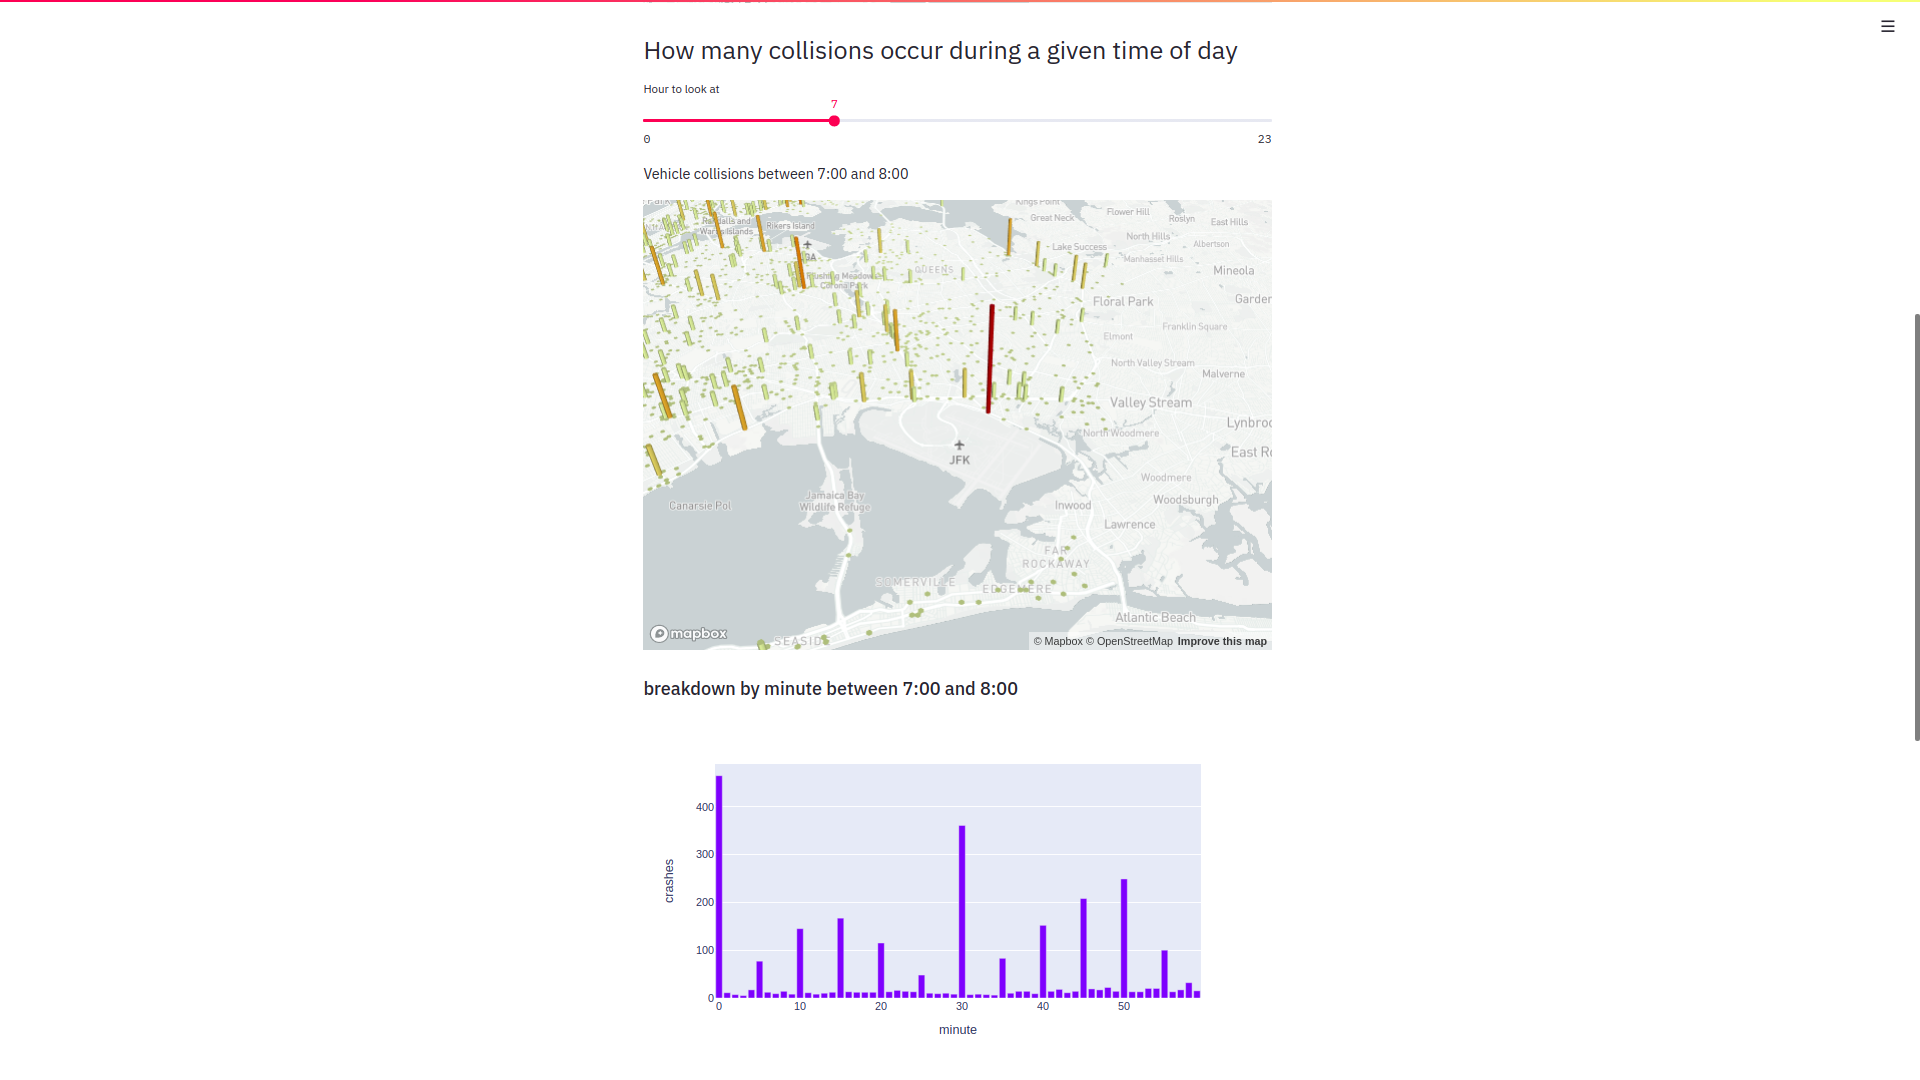 How many collisions occur during a given time of day
Hour to look at
7
0 23
Vehicle collisions between 7:00 and 8:00
Park
Kings Point
Great Neck
Flower Hill
Roslyn
East Hills
Randalls and
Wards Islands
Rikers Island
North Hills
Albertson
Lake Success
Manhasset Hills
Flushing Meadows
Corona Park
QUEENS
Mineola
Floral Park
Garden
Franklin Square
Elmont
North Valley Stream
Malverne
Valley Stream
Lynbroo
North Woodmere
East Ro
JFK
Woodmere
Jamaica Bay
Wildlife Refuge
Canarsie Pol
Woodsburgh
Inwood
Lawrence
FAR
ROCKAWAY
SOMERVILLE
EDGEMERE
Atlantic Beach
SEASIDE
mapbox
© Mapbox © OpenStreetMap Improve this map
breakdown by minute between 7:00 and 8:00
400
300
200
100
0
crashes
0 10 20 30 40 50
minute